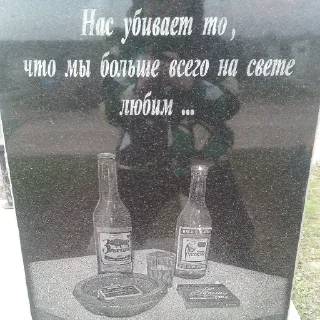 Нас убивает то,
что мы больше всего на свете
любим ...